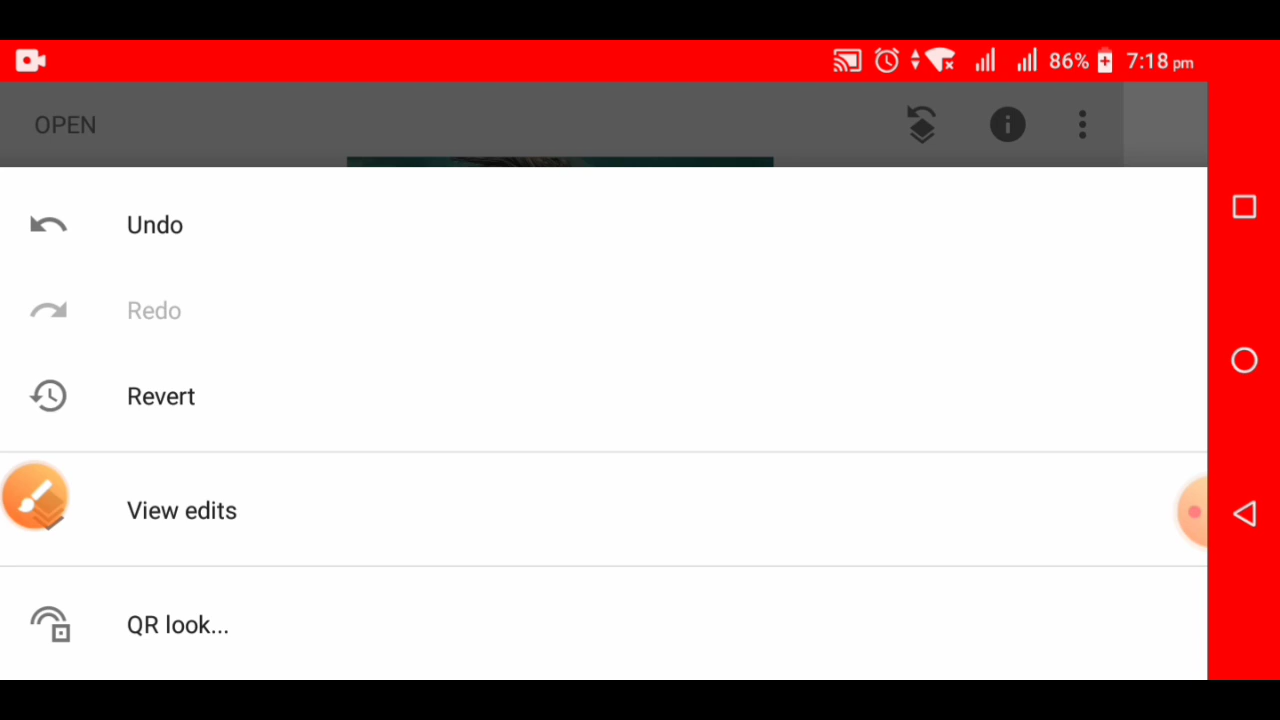 86% 7:18 pm
OPEN
Undo
Redo
Revert
View edits
QR look...